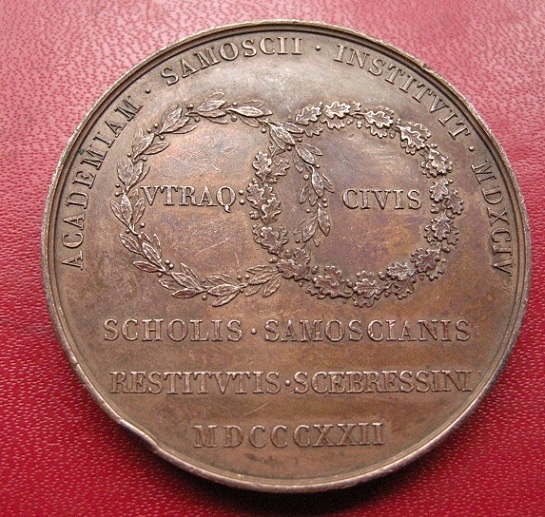 ACADEMIAM · SAMOSCII · INSTITVIT · MDXCIV
VTRAQ: CIVIS
SCHOLIS · SAMOSCIANIS
RESTITVTIS · SCEBRESSINI
MDCCCXXII